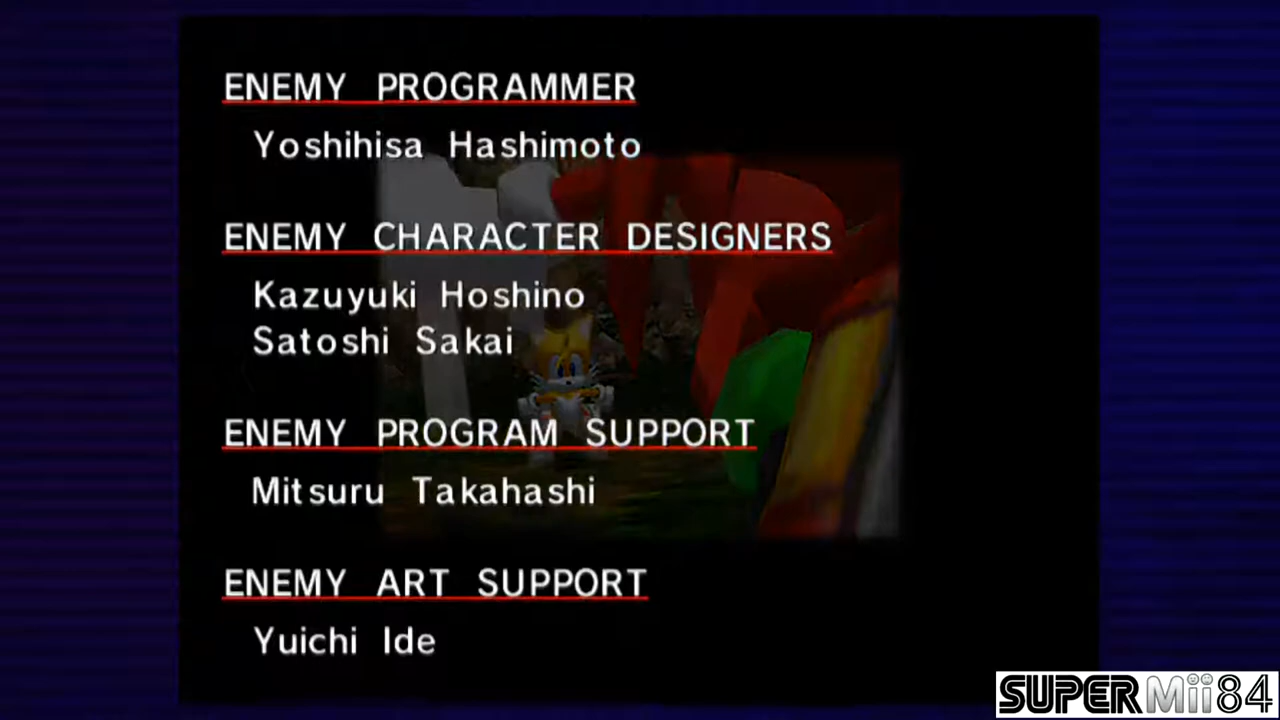 ENEMY PROGRAMMER
Yoshihisa Hashimoto
ENEMY CHARACTER DESIGNERS
Kazuyuki Hoshino
Satoshi Sakai
ENEMY PROGRAM SUPPORT
Mitsuru Takahashi
ENEMY ART SUPPORT
Yuichi Ide
SUPERMii84